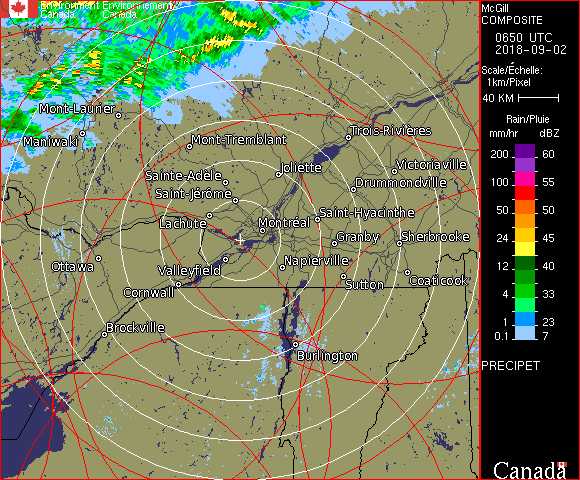 Environment Environnement
Canada Canada
Mont-Laurier
Maniwaki
Mont-Tremblant
Trois-Rivières
Sainte-Adèle
Joliette
Victoriaville
Saint-Jérôme
Drummondville
Lachute
Montréal
Saint-Hyacinthe
Granby
Sherbrooke
Ottawa
Valleyfield
Napierville
Cornwall
Sutton
Coaticook
Brockville
Burlington
McGill
COMPOSITE
0650 UTC
2018-09-02
Scale/Échelle:
1km/Pixel
40 KM
Rain/Pluie
mm/hr dBZ
200 60
100 55
50 50
24 45
12 40
4 33
1 23
0.1 7
PRECIPET
Canada